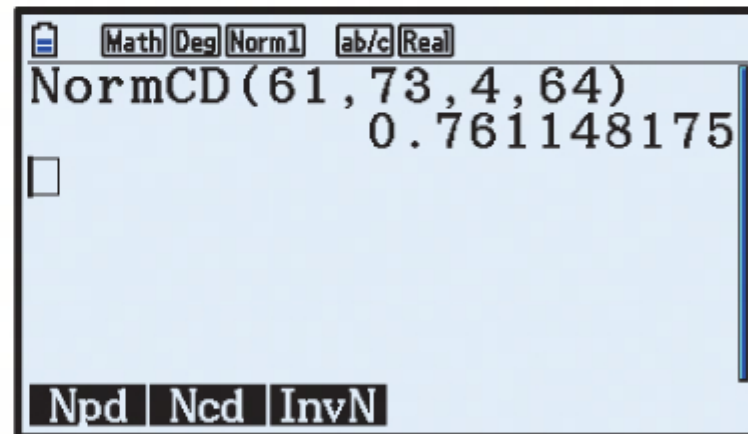 Math Deg Norm1 ab/c Real
NormCD(61,73,4,64)
0.761148175
Npd Ncd InvN